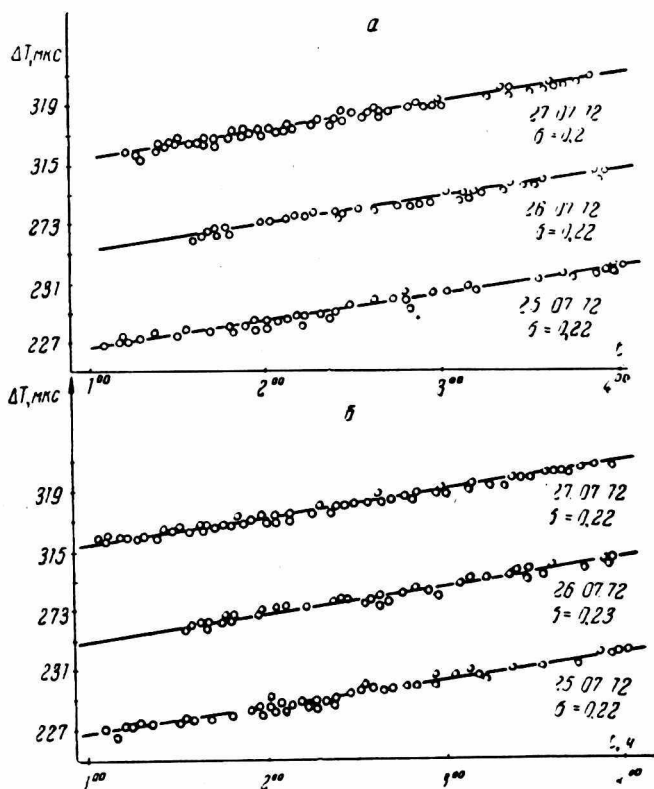 а
ΔT, мкс
319
27 07 72
б = 0,2
315
26 07 72
б = 0,22
273
231
25 07 72
б = 0,22
227
t,
1⁰⁰ 2⁰⁰ 3⁰⁰ 4⁰⁰
ΔT, мкс
б
319
27 07 72
б = 0,22
315
26 07 72
273
б = 0,23
231
25 07 72
б = 0,22
227
t, ч
1⁰⁰ 2⁰⁰